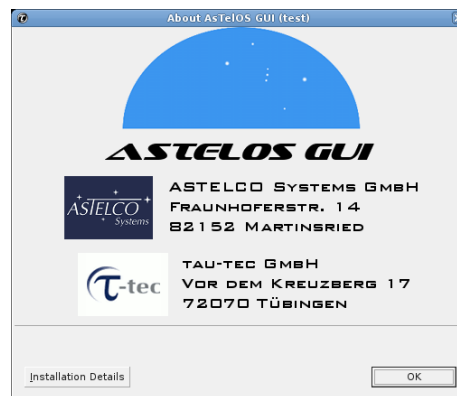 About AsTelOS GUI (test)
ASTELOS GUI
ASTELCO
Systems
ASTELCO SYSTEMS GMBH
FRAUNHOFERSTR. 14
82152 MARTINSRIED
τ-tec
TAU-TEC GMBH
VOR DEM KREUZBERG 17
72070 TÜBINGEN
Installation Details
OK